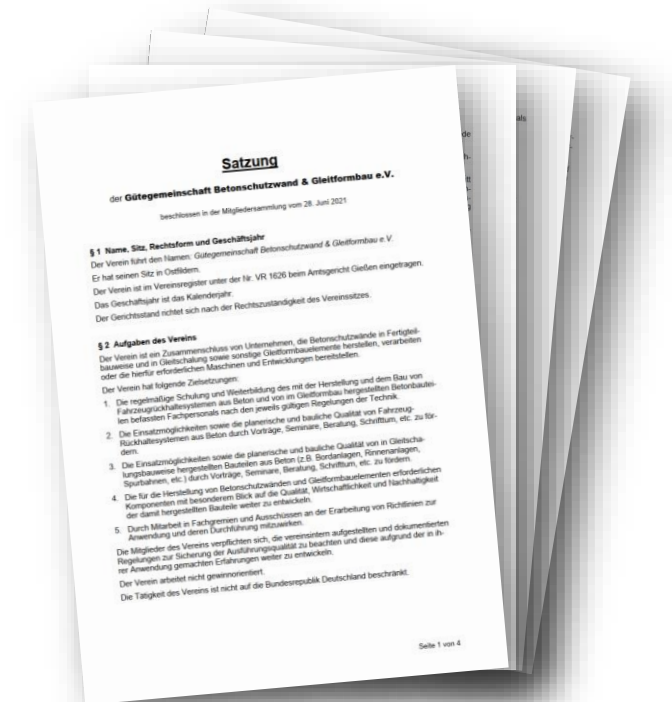 Satzung
der Gütegemeinschaft Betonschutzwand & Gleitformbau e.V.
beschlossen in der Mitgliedersammlung vom 28. Juni 2021
§ 1 Name, Sitz, Rechtsform und Geschäftsjahr
Der Verein führt den Namen: Gütegemeinschaft Betonschutzwand & Gleitformbau e.V.
Er hat seinen Sitz in Ostfildern.
Der Verein ist im Vereinsregister unter der Nr. VR 1626 beim Amtsgericht Gießen eingetragen.
Das Geschäftsjahr ist das Kalenderjahr.
Der Gerichtsstand richtet sich nach der Rechtszuständigkeit des Vereinssitzes.
§ 2 Aufgaben des Vereins
Der Verein ist ein Zusammenschluss von Unternehmen, die Betonschutzwände in Fertigteil-
bauweise und in Gleitschalung sowie sonstige Gleitformbauelemente herstellen, verarbeiten
oder die hierfür erforderlichen Maschinen und Entwicklungen bereitstellen.
Der Verein hat folgende Zielsetzungen:
1. Die regelmäßige Schulung und Weiterbildung des mit der Herstellung und dem Bau von
Fahrzeugrückhaltesystemen aus Beton und von im Gleitformbau hergestellten Betonbautei-
len befassten Fachpersonals nach den jeweils gültigen Regelungen der Technik.
2. Die Einsatzmöglichkeiten sowie die planerische und bauliche Qualität von Fahrzeug-
Rückhaltesystemen aus Beton durch Vorträge, Seminare, Beratung, Schrifttum, etc. zu för-
dern.
3. Die Einsatzmöglichkeiten sowie die planerische und bauliche Qualität von in Gleitscha-
lungsbauweise hergestellten Bauteilen aus Beton (z.B. Bordanlagen, Rinnenanlagen,
Spurbahnen, etc.) durch Vorträge, Seminare, Beratung, Schrifttum, etc. zu fördern.
4. Die für die Herstellung von Betonschutzwänden und Gleitformbauelementen erforderlichen
Komponenten mit besonderem Blick auf die Qualität, Wirtschaftlichkeit und Nachhaltigkeit
der damit hergestellten Bauteile weiter zu entwickeln.
5. Durch Mitarbeit in Fachgremien und Ausschüssen an der Erarbeitung von Richtlinien zur
Anwendung und deren Durchführung mitzuwirken.
Die Mitglieder des Vereins verpflichten sich, die vereinsintern aufgestellten und dokumentierten
Regelungen zur Sicherung der Ausführungsqualität zu beachten und diese aufgrund der in ih-
rer Anwendung gemachten Erfahrungen weiter zu entwickeln.
Der Verein arbeitet nicht gewinnorientiert.
Die Tätigkeit des Vereins ist nicht auf die Bundesrepublik Deutschland beschränkt.
Seite 1 von 4
de
h-
als